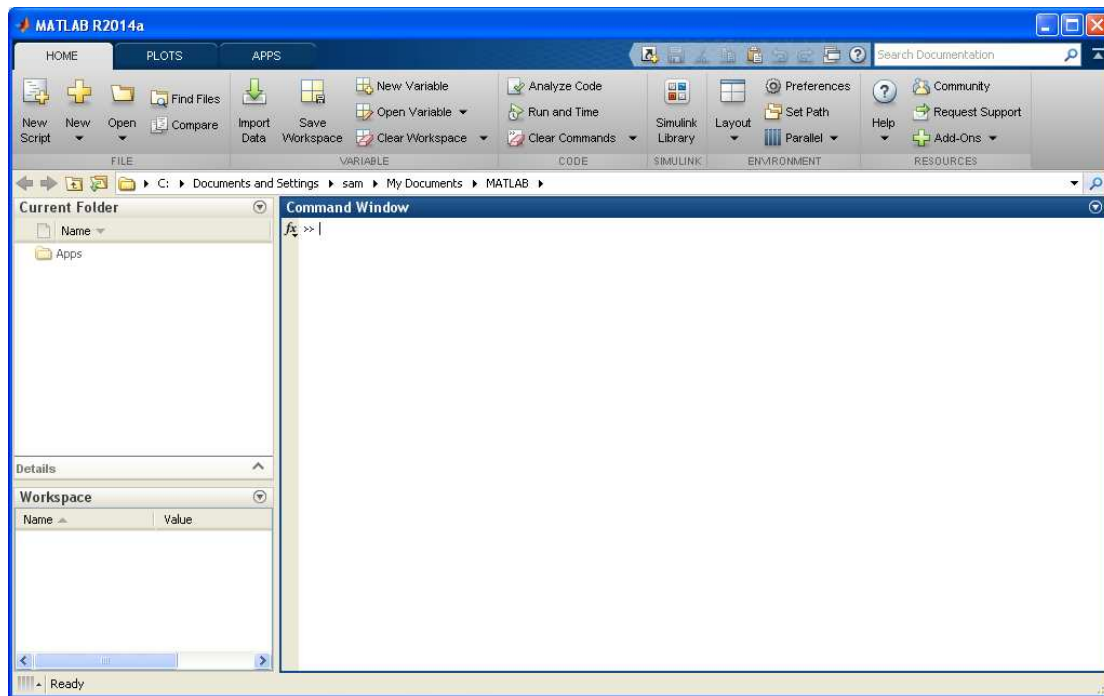 MATLAB R2014a
HOME PLOTS APPS
Search Documentation
New Script
New
Open
Find Files
Compare
Import Data
Save Workspace
New Variable
Open Variable
Clear Workspace
Analyze Code
Run and Time
Clear Commands
Simulink Library
Layout
Preferences
Set Path
Parallel
Help
Community
Request Support
Add-Ons
FILE VARIABLE CODE SIMULINK ENVIRONMENT RESOURCES
C: Documents and Settings sam My Documents MATLAB
Current Folder
Name
Apps
Details
Workspace
Name Value
Command Window
fx >>
Ready